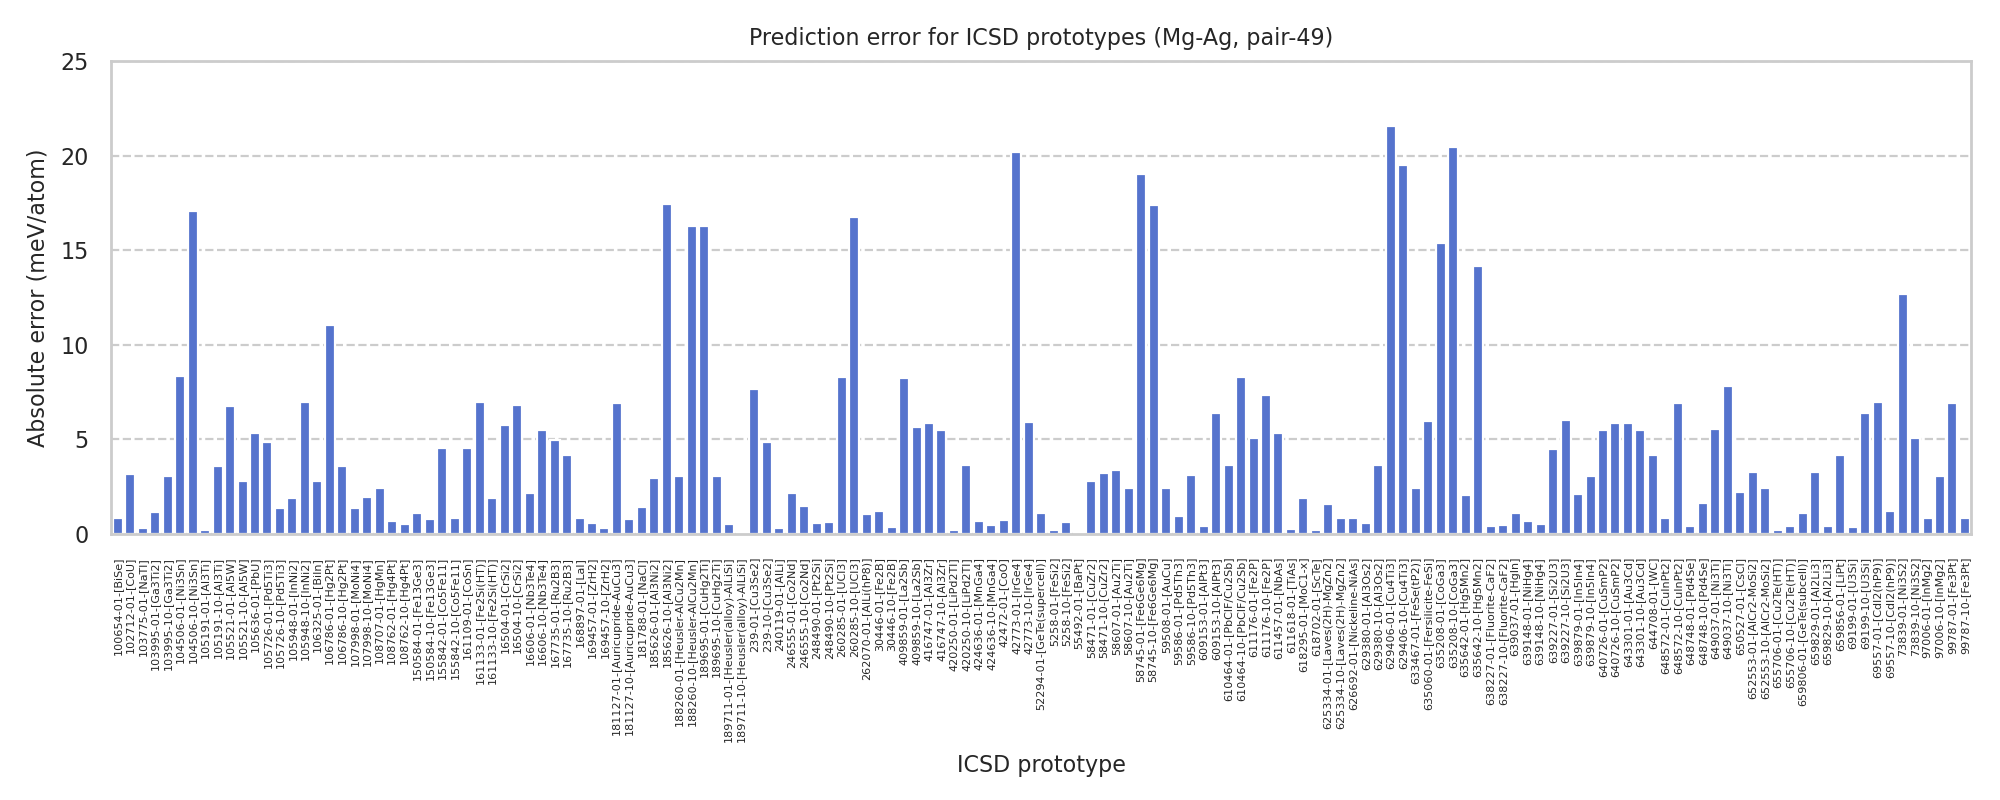 Prediction error for ICSD prototypes (Mg-Ag, pair-49)
Absolute error (meV/atom)
25
20
15
10
5
0
100654-01-[BiSe]
102712-01-[CoU]
103775-01-[NaTl]
103995-01-[Ga3Ti2]
103995-10-[Ga3Ti2]
104506-01-[Ni3Sn]
104506-10-[Ni3Sn]
105191-01-[Al3Ti]
105191-10-[Al3Ti]
105521-01-[Al5W]
105521-10-[Al5W]
105636-01-[PbU]
105726-01-[Pd5Ti3]
105726-10-[Pd5Ti3]
105948-01-[InNi2]
105948-10-[InNi2]
106325-01-[BiIn]
106786-01-[Hg2Pt]
106786-10-[Hg2Pt]
107998-01-[MoNi4]
107998-10-[MoNi4]
108707-01-[HgMn]
108762-01-[Hg4Pt]
108762-10-[Hg4Pt]
150584-01-[Fe13Ge3]
150584-10-[Fe13Ge3]
155842-01-[Co5Fe11]
155842-10-[Co5Fe11]
161109-01-[CoSn]
161133-01-[Fe2Si(HT)]
161133-10-[Fe2Si(HT)]
16504-01-[CrSi2]
16504-10-[CrSi2]
166006-01-[Nb3Te4]
166006-10-[Nb3Te4]
167735-01-[Ru2B3]
167735-10-[Ru2B3]
168897-01-[LaI]
169457-01-[ZrH2]
169457-10-[ZrH2]
181127-01-[Auricupride-AuCu3]
181127-10-[Auricupride-AuCu3]
181788-01-[NaCl]
185626-01-[Al3Ni2]
185626-10-[Al3Ni2]
188260-01-[Heusler-AlCu2Mn]
188260-10-[Heusler-AlCu2Mn]
189695-01-[CuHg2Ti]
189695-10-[CuHg2Ti]
189711-01-[Heusler(alloy)-AlLiSi]
189711-10-[Heusler(alloy)-AlLiSi]
239-01-[Cu3Se2]
239-10-[Cu3Se2]
240119-01-[AlLi]
246555-01-[Co2Nd]
246555-10-[Co2Nd]
248490-01-[Pt2Si]
248490-10-[Pt2Si]
260285-01-[UCl3]
260285-10-[UCl3]
262070-01-[AlLi(hP8)]
30446-01-[Fe2B]
30446-10-[Fe2B]
409859-01-[La2Sb]
409859-10-[La2Sb]
416747-01-[Al3Zr]
416747-10-[Al3Zr]
420250-01-[LiPd2Tl]
420250-10-[LiPd2Tl]
424636-01-[MnGa4]
424636-10-[MnGa4]
42472-01-[CoO]
42773-01-[IrGe4]
42773-10-[IrGe4]
52294-01-[GeTe(supercell)]
5258-01-[FeSi2]
5258-10-[FeSi2]
55492-01-[BaPt]
58471-01-[CuZr2]
58471-10-[CuZr2]
58607-01-[Au2Ti]
58607-10-[Au2Ti]
58745-01-[Fe6Ge6Mg]
58745-10-[Fe6Ge6Mg]
59508-01-[AuCu]
59586-01-[Pd5Th3]
59586-10-[Pd5Th3]
609153-01-[AlPt3]
609153-10-[AlPt3]
610464-01-[PbClF/Cu2Sb]
610464-10-[PbClF/Cu2Sb]
611176-01-[Fe2P]
611176-10-[Fe2P]
611457-01-[NbAs]
611618-01-[TiAs]
618295-01-[MoC1-x]
618702-01-[ScTe]
625334-01-[Laves(2H)-MgZn2]
625334-10-[Laves(2H)-MgZn2]
626692-01-[Nickeline-NiAs]
629380-01-[Al3Os2]
629380-10-[Al3Os2]
629406-01-[Cu4Ti3]
629406-10-[Cu4Ti3]
633467-01-[FeSe(tP2)]
635060-01-[Fersilicite-FeSi]
635208-01-[CoGa3]
635208-10-[CoGa3]
635642-01-[Hg5Mn2]
635642-10-[Hg5Mn2]
638227-01-[Fluorite-CaF2]
638227-10-[Fluorite-CaF2]
639037-01-[HgIn]
639148-01-[NiHg4]
639148-10-[NiHg4]
639227-01-[Si2U3]
639227-10-[Si2U3]
639879-01-[In5In4]
639879-10-[In5In4]
640726-01-[CuSmP2]
640726-10-[CuSmP2]
643301-01-[Au3Cd]
643301-10-[Au3Cd]
644708-01-[WC]
648572-01-[CuInPt2]
648572-10-[CuInPt2]
648748-01-[Pd4Se]
648748-10-[Pd4Se]
649037-01-[Ni3Ti]
649037-10-[Ni3Ti]
650527-01-[CsCl]
652553-01-[AlCr2-MoSi2]
652553-10-[AlCr2-MoSi2]
655706-01-[Cu2Te(HT)]
655706-10-[Cu2Te(HT)]
659806-01-[GeTe(subcell)]
659829-01-[Al2Li3]
659829-10-[Al2Li3]
659856-01-[LiPt]
69199-01-[U3Si]
69199-10-[U3Si]
69557-01-[CdI2(hP9)]
69557-10-[CdI2(hP9)]
73839-01-[Ni3S2]
73839-10-[Ni3S2]
97006-01-[InMg2]
97006-10-[InMg2]
99787-01-[Fe3Pt]
99787-10-[Fe3Pt]
ICSD prototype